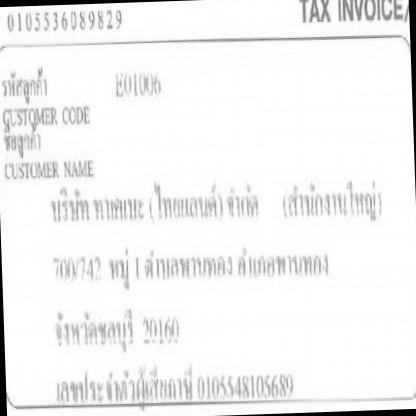 0105536089829 TAX INVOICE/
รหัสลูกค้า E01006
CUSTOMER CODE
ชื่อลูกค้า
CUSTOMER NAME
บริษัท ทาเคเบะ (ไทยแลนด์) จำกัด (สำนักงานใหญ่)
700/742 หมู่ 1 ตำบลพานทอง อำเภอพานทอง
จังหวัดชลบุรี 20160
เลขประจำตัวผู้เสียภาษี 0105548105689